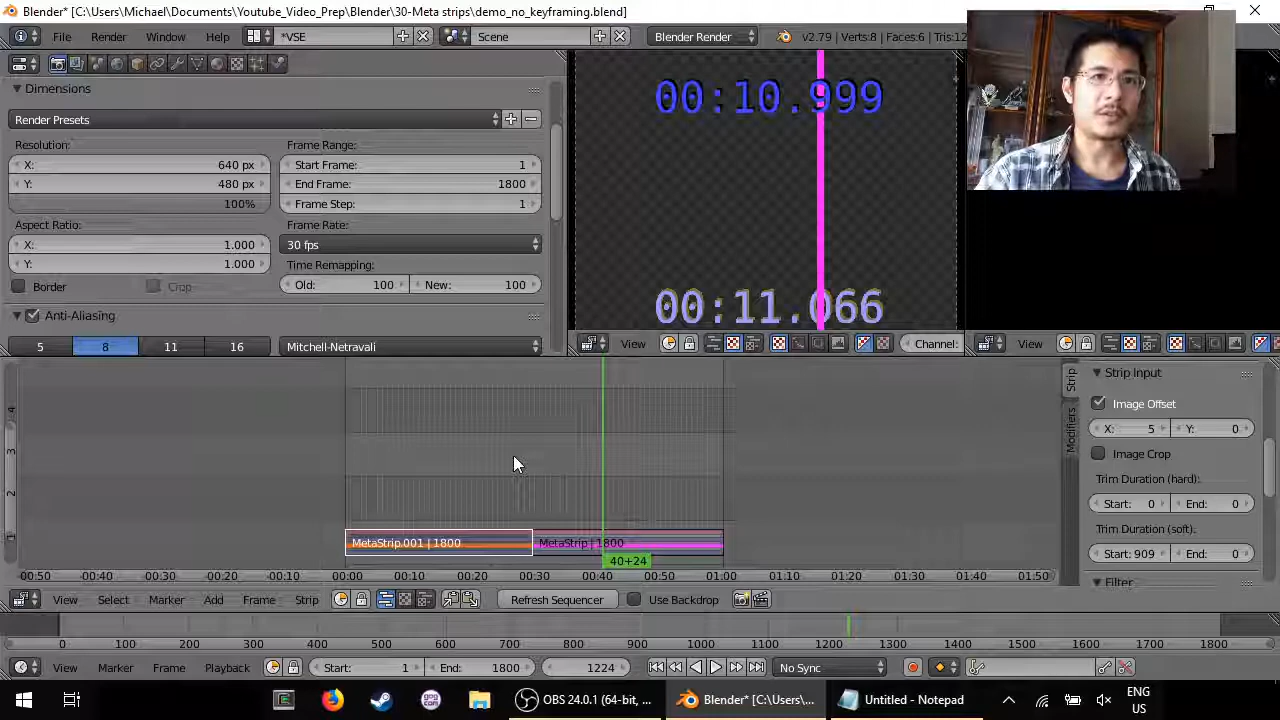 Blender* [C:\Users\Michael\Documents\Youtube_Video_Prep\Blender\30-Metastrips\demo_no_keyframing.blend]
File Render Window Help *VSE Scene Blender Render v2.79 | Verts:8 | Faces:6 | Tris:12
Dimensions
Render Presets
Resolution: Frame Range:
X: 640 px Start Frame: 1
Y: 480 px End Frame: 1800
100% Frame Step: 1
Aspect Ratio: Frame Rate:
X: 1.000 30 fps
Y: 1.000 Time Remapping:
Border Crop Old: 100 New: 100
Anti-Aliasing
5 8 11 16 Mitchell-Netravali
00:10.999
00:11.066
View Channel: View
4
3
2
1
MetaStrip.001 | 1800 MetaStrip | 1800
40+24
00:50 -00:40 -00:30 -00:20 -00:10 00:00 00:10 00:20 00:30 00:40 00:50 01:00 01:10 01:20 01:30 01:40 01:50
Strip
Modifiers
Strip Input
Image Offset
X: 5 Y: 0
Image Crop
Trim Duration (hard):
Start: 0 End: 0
Trim Duration (soft):
Start: 909 End: 0
Filter
View Select Marker Add Frame Strip Refresh Sequencer Use Backdrop
0 100 200 300 400 500 600 700 800 900 1000 1100 1200 1300 1400 1500 1600 1700 1800
View Marker Frame Playback Start: 1 End: 1800 1224 No Sync
OBS 24.0.1 (64-bit, ... Blender* [C:\Users\... Untitled - Notepad ENG
US